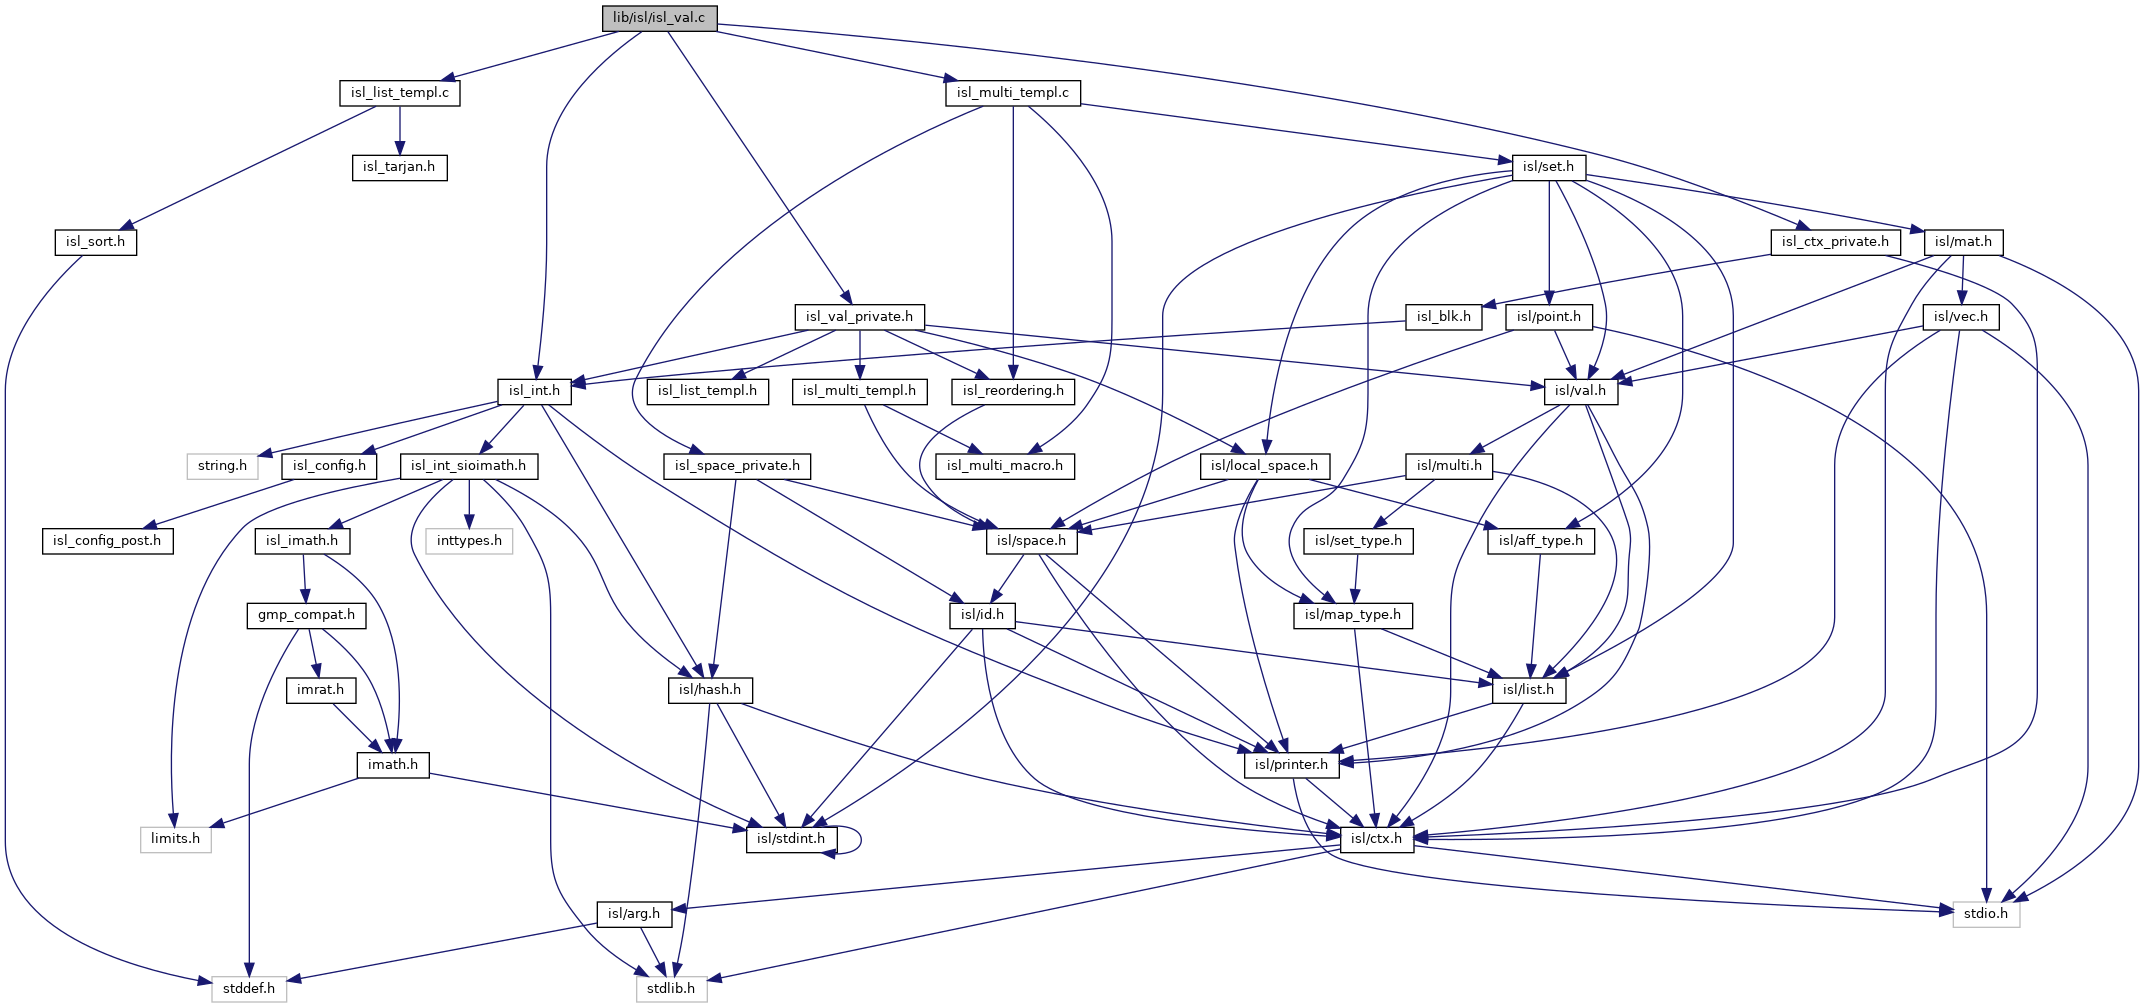 lib/isl/isl_val.c
isl_list_templ.c
isl_multi_templ.c
isl_tarjan.h
isl/set.h
isl_sort.h
isl_ctx_private.h
isl/mat.h
isl_val_private.h
isl_blk.h
isl/point.h
isl/vec.h
isl_int.h
isl_list_templ.h
isl_multi_templ.h
isl_reordering.h
isl/val.h
string.h
isl_config.h
isl_int_sioimath.h
isl_space_private.h
isl_multi_macro.h
isl/local_space.h
isl/multi.h
isl_config_post.h
isl_imath.h
inttypes.h
isl/space.h
isl/set_type.h
isl/aff_type.h
gmp_compat.h
isl/id.h
isl/map_type.h
imrat.h
isl/hash.h
isl/list.h
imath.h
isl/printer.h
limits.h
isl/stdint.h
isl/ctx.h
isl/arg.h
stdio.h
stddef.h
stdlib.h